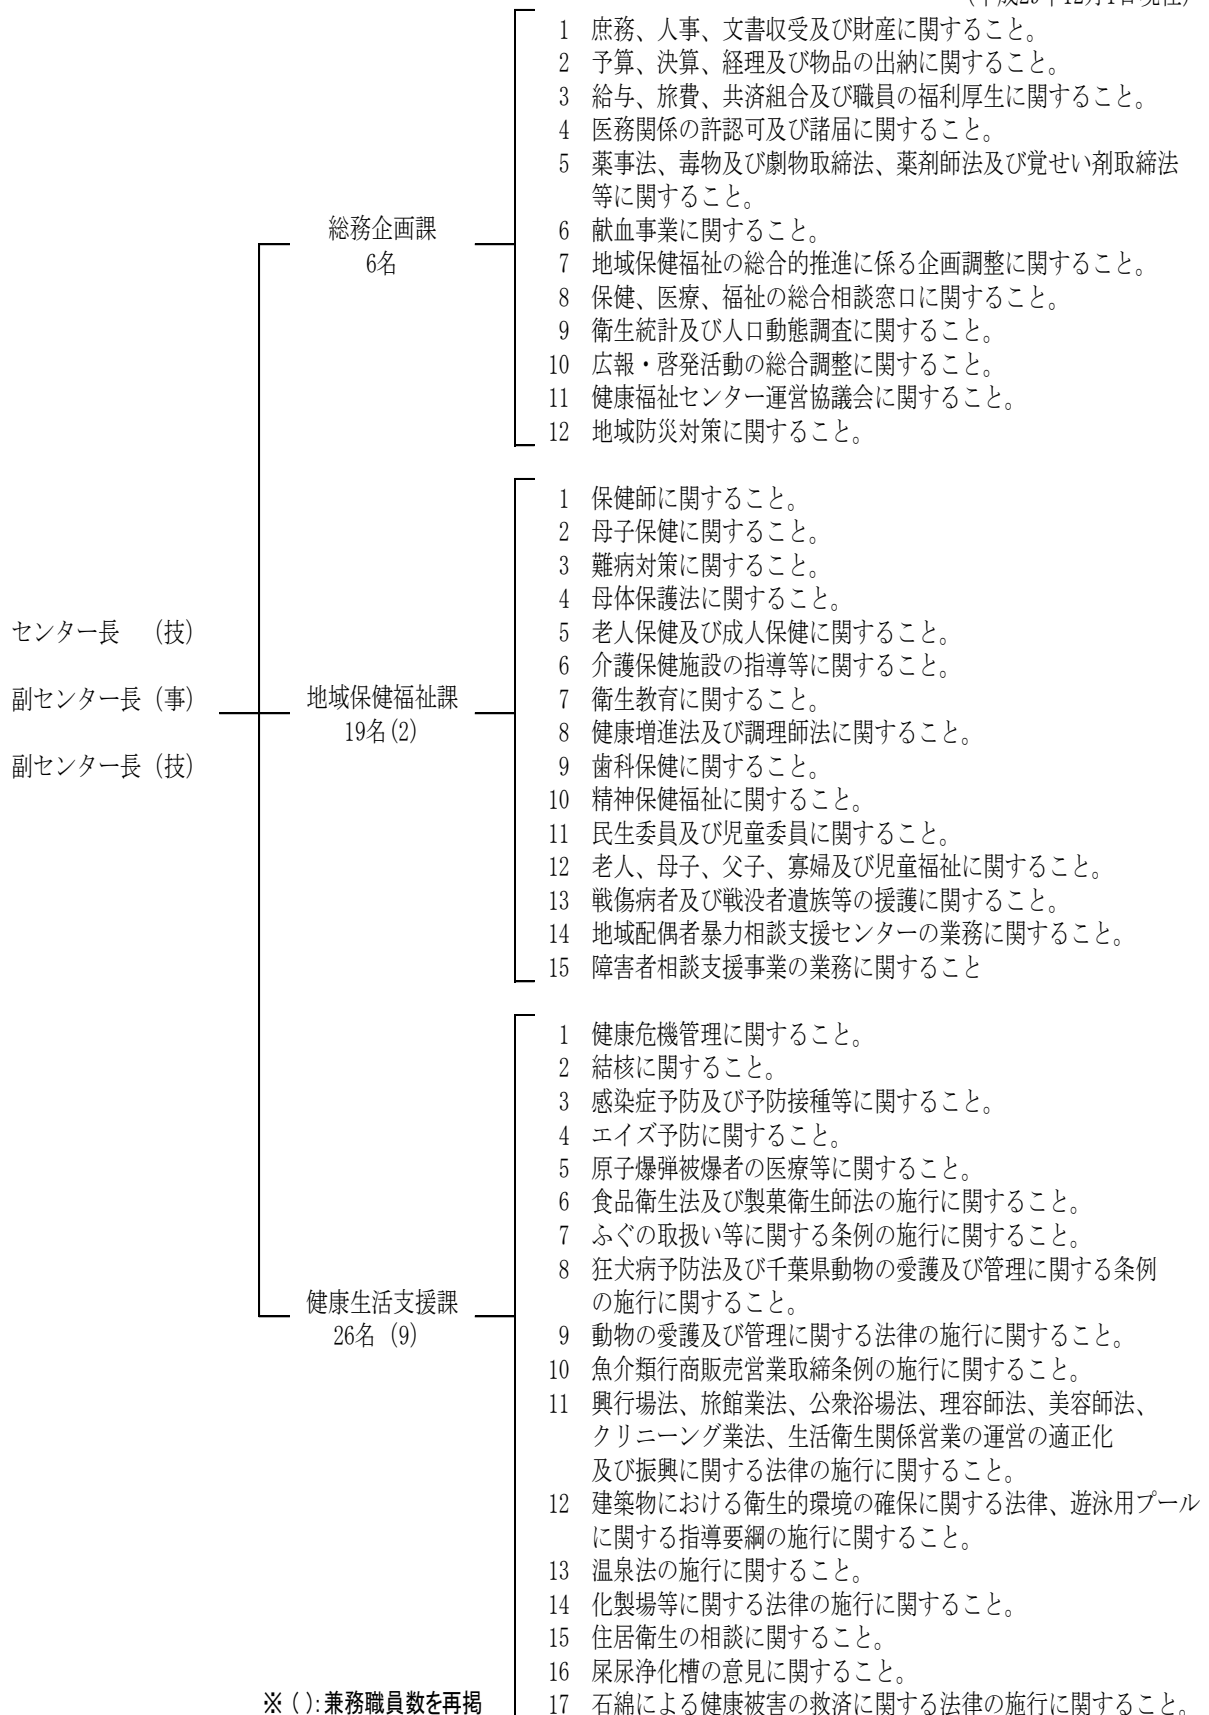 1 庶務、人事、文書収受及び財産に関すること。
2 予算、決算、経理及び物品の出納に関すること。
3 給与、旅費、共済組合及び職員の福利厚生に関すること。
4 医務関係の許認可及び諸届に関すること。
5 薬事法、毒物及び劇物取締法、薬剤師法及び覚せい剤取締法
等に関すること。
総務企画課
6名
6 献血事業に関すること。
7 地域保健福祉の総合的推進に係る企画調整に関すること。
8 保健、医療、福祉の総合相談窓口に関すること。
9 衛生統計及び人口動態調査に関すること。
10 広報・啓発活動の総合調整に関すること。
11 健康福祉センター運営協議会に関すること。
12 地域防災対策に関すること。
センター長 (技)
副センター長 (事)
副センター長 (技)
地域保健福祉課
19名(2)
1 保健師に関すること。
2 母子保健に関すること。
3 難病対策に関すること。
4 母体保護法に関すること。
5 老人保健及び成人保健に関すること。
6 介護保健施設の指導等に関すること。
7 衛生教育に関すること。
8 健康増進法及び調理師法に関すること。
9 歯科保健に関すること。
10 精神保健福祉に関すること。
11 民生委員及び児童委員に関すること。
12 老人、母子、父子、寡婦及び児童福祉に関すること。
13 戦傷病者及び戦没者遺族等の援護に関すること。
14 地域配偶者暴力相談支援センターの業務に関すること。
15 障害者相談支援事業の業務に関すること
健康生活支援課
26名 (9)
1 健康危機管理に関すること。
2 結核に関すること。
3 感染症予防及び予防接種等に関すること。
4 エイズ予防に関すること。
5 原子爆弾被爆者の医療等に関すること。
6 食品衛生法及び製菓衛生師法の施行に関すること。
7 ふぐの取扱い等に関する条例の施行に関すること。
8 狂犬病予防法及び千葉県動物の愛護及び管理に関する条例
の施行に関すること。
9 動物の愛護及び管理に関する法律の施行に関すること。
10 魚介類行商販売営業取締条例の施行に関すること。
11 興行場法、旅館業法、公衆浴場法、理容師法、美容師法、
クリーニング業法、生活衛生関係営業の運営の適正化
及び振興に関する法律の施行に関すること。
12 建築物における衛生的環境の確保に関する法律、遊泳用プール
に関する指導要綱の施行に関すること。
13 温泉法の施行に関すること。
14 化製場等に関する法律の施行に関すること。
15 住居衛生の相談に関すること。
16 屎尿浄化槽の意見に関すること。
17 石綿による健康被害の救済に関する法律の施行に関すること。
※ ( ): 兼務職員数を再掲